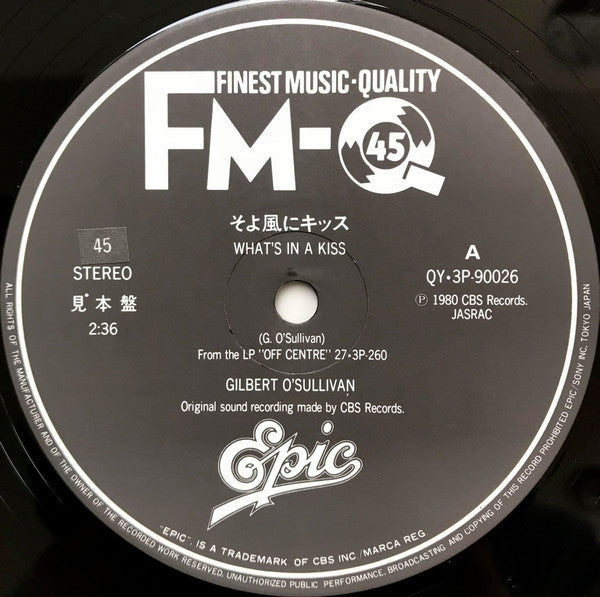 FINEST MUSIC·QUALITY
FM-Q
45
そよ風にキッス
WHAT'S IN A KISS
45
STEREO
見本盤
2:36
A
QY·3P-90026
Ⓟ 1980 CBS Records.
JASRAC
(G. O'Sullivan)
From the LP "OFF CENTRE" 27·3P-260
GILBERT O'SULLIVAN
Original sound recording made by CBS Records.
Epic
"EPIC", IS A TRADEMARK OF CBS INC./MARCA REG
ALL RIGHTS OF THE MANUFACTURER AND OF THE OWNER OF THE RECORDED WORK RESERVED. UNAUTHORIZED PUBLIC PERFORMANCE, BROADCASTING AND COPYING OF THIS RECORD PROHIBITED EPIC/SONY INC, TOKYO JAPAN